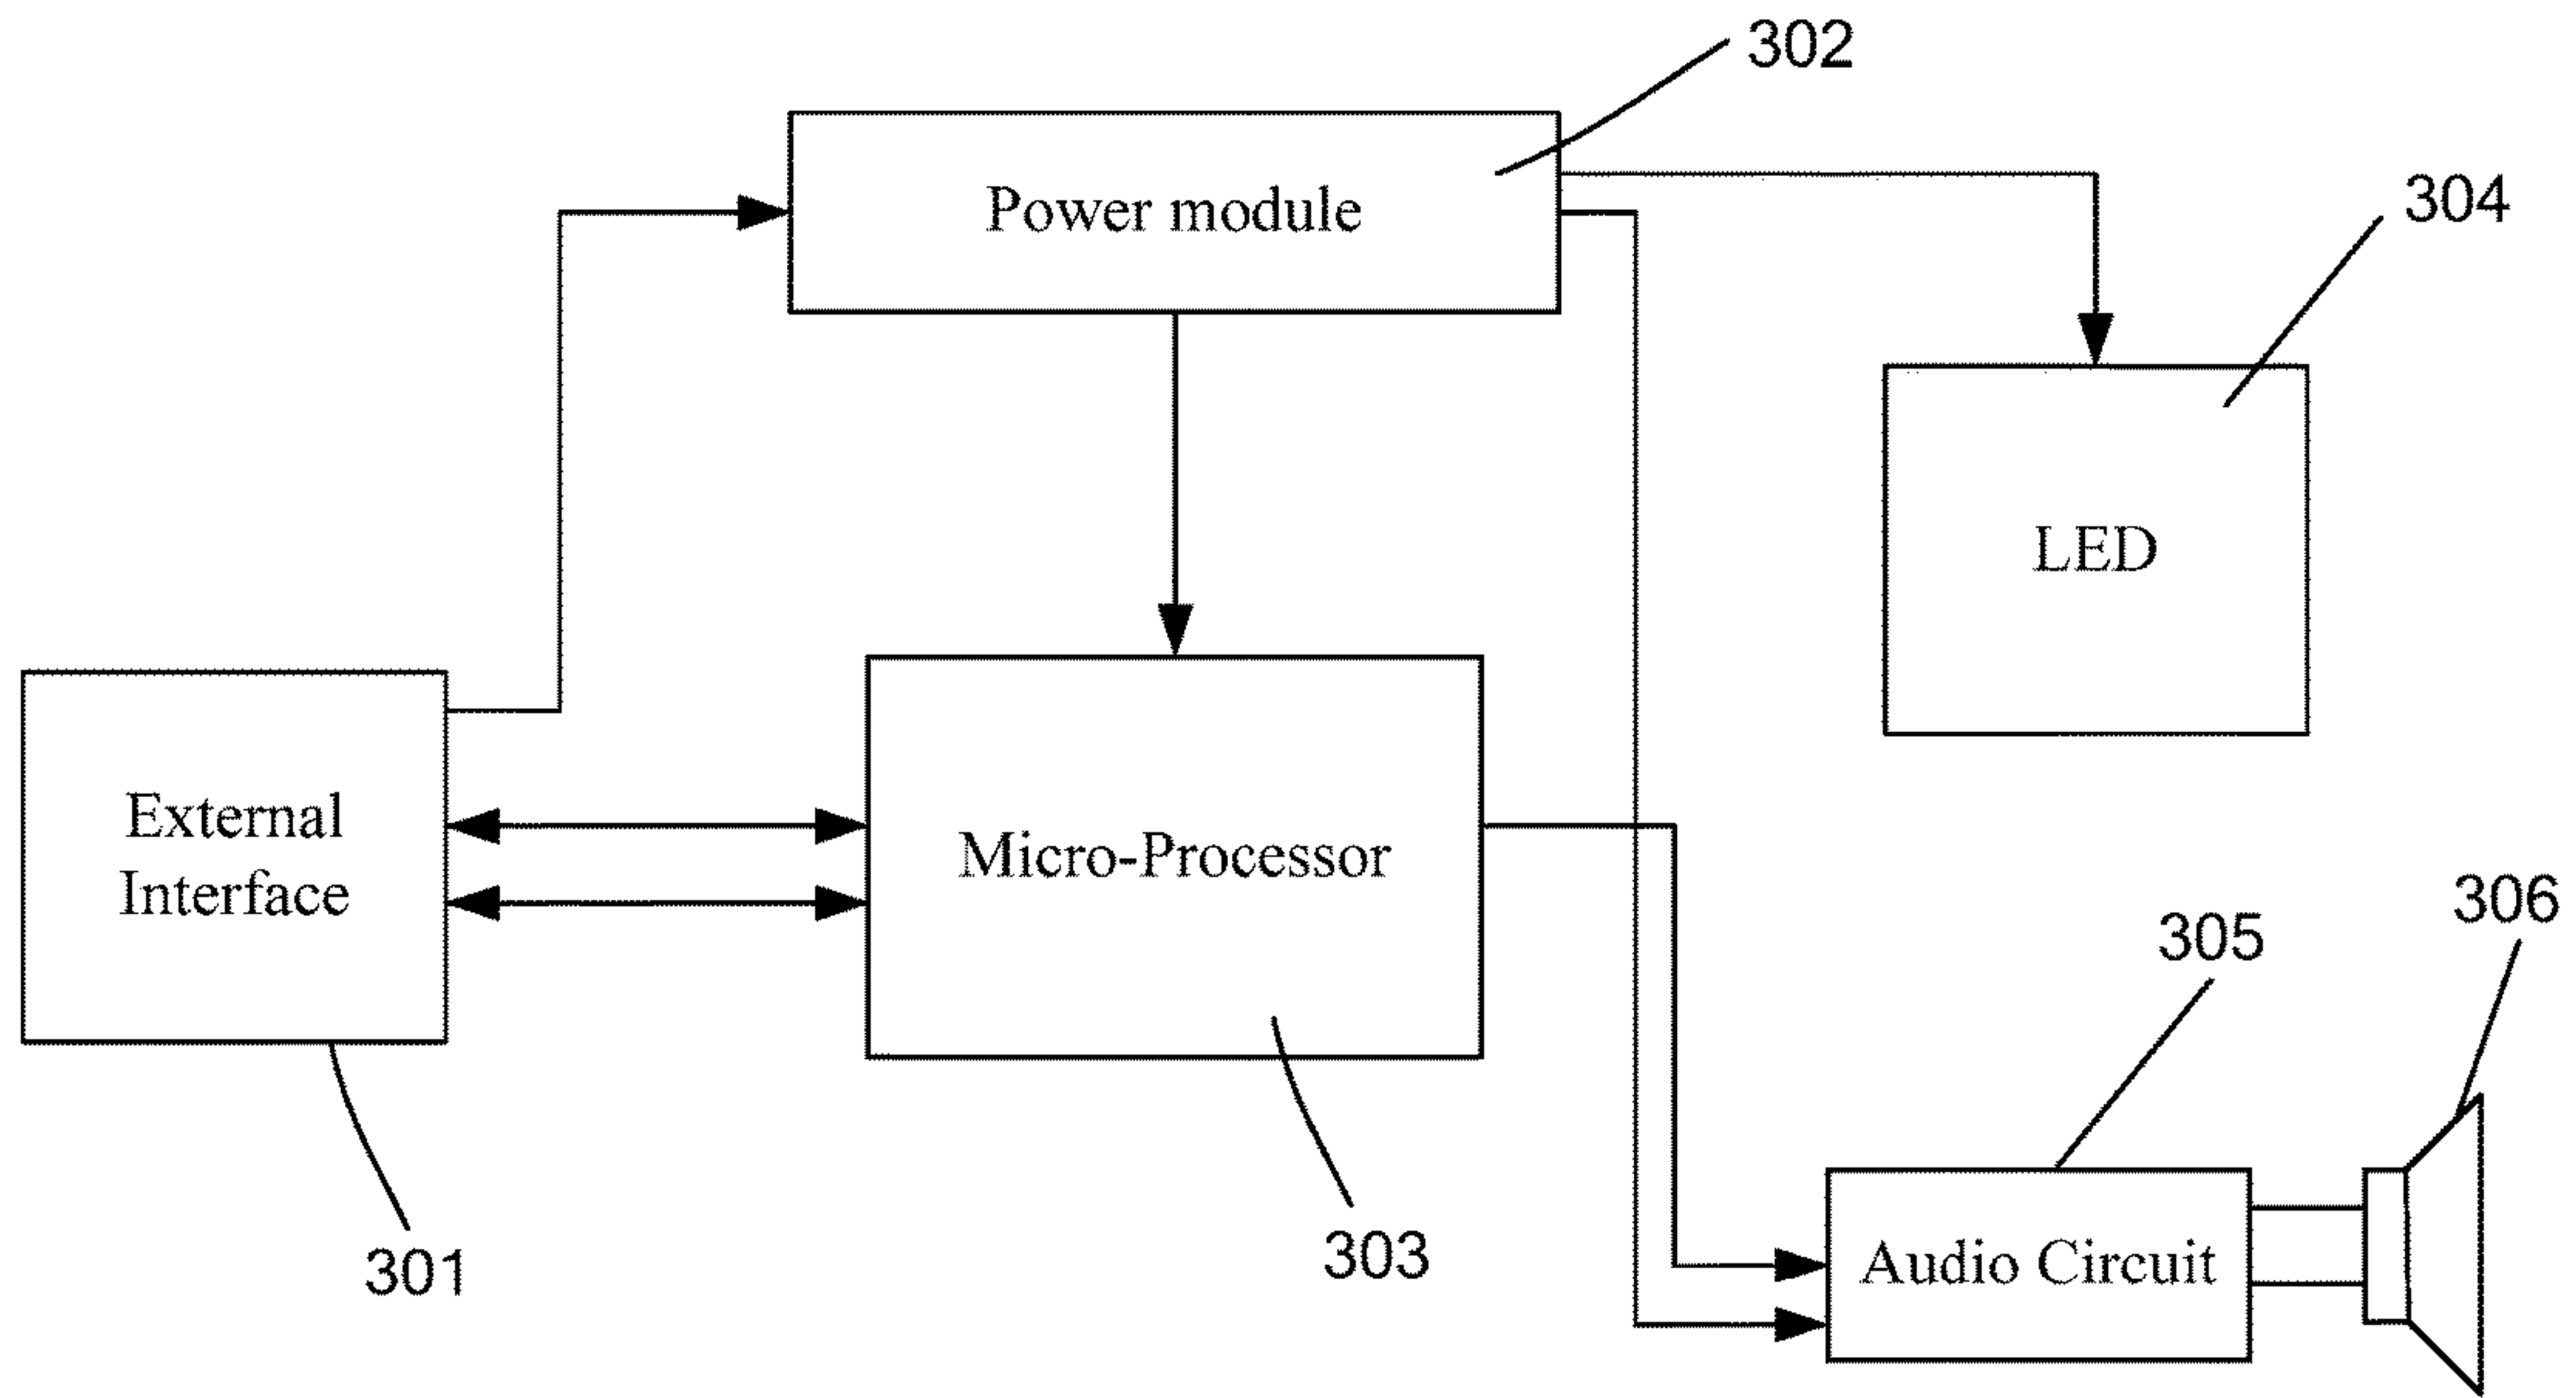 302
Power module
304
LED
External
Interface
Micro-Processor
306
305
303
301
Audio Circuit